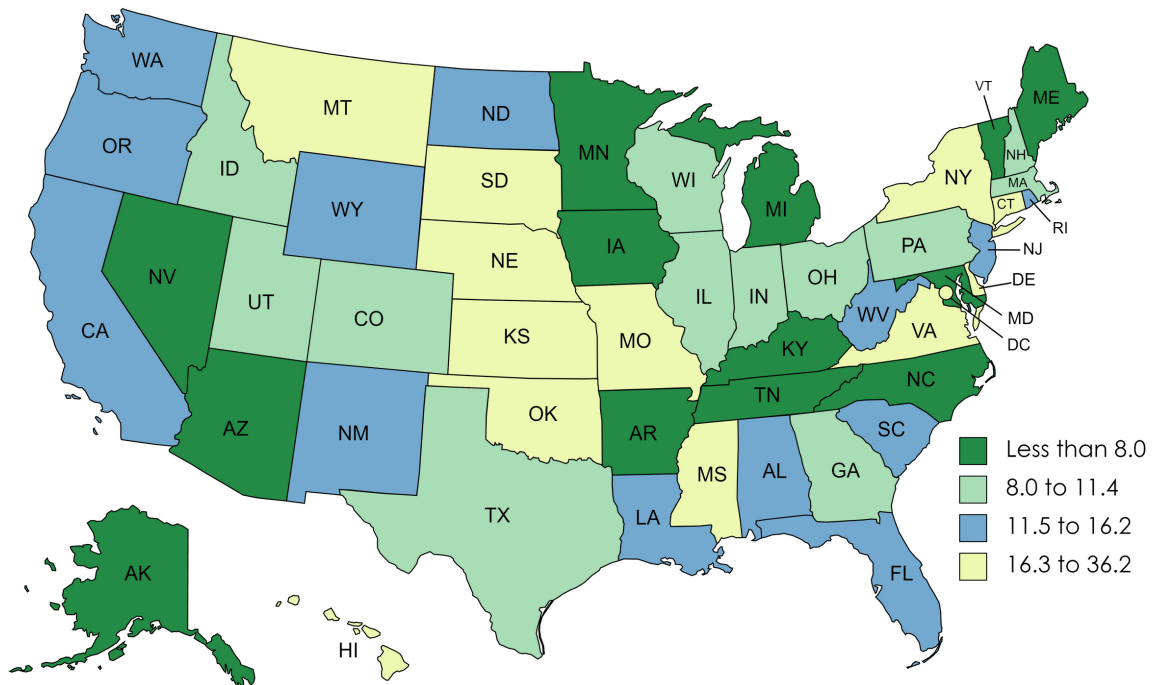 WA
MT
ND
MN
VT
ME
OR
ID
SD
WI
NY
NH
MA
CT
RI
WY
MI
NV
NE
IA
PA
NJ
UT
CO
IL
IN
OH
DE
CA
KS
MO
WV
VA
MD
DC
KY
AZ
NM
OK
AR
TN
NC
SC
MS
AL
GA
TX
LA
FL
AK
HI
Less than 8.0
8.0 to 11.4
11.5 to 16.2
16.3 to 36.2